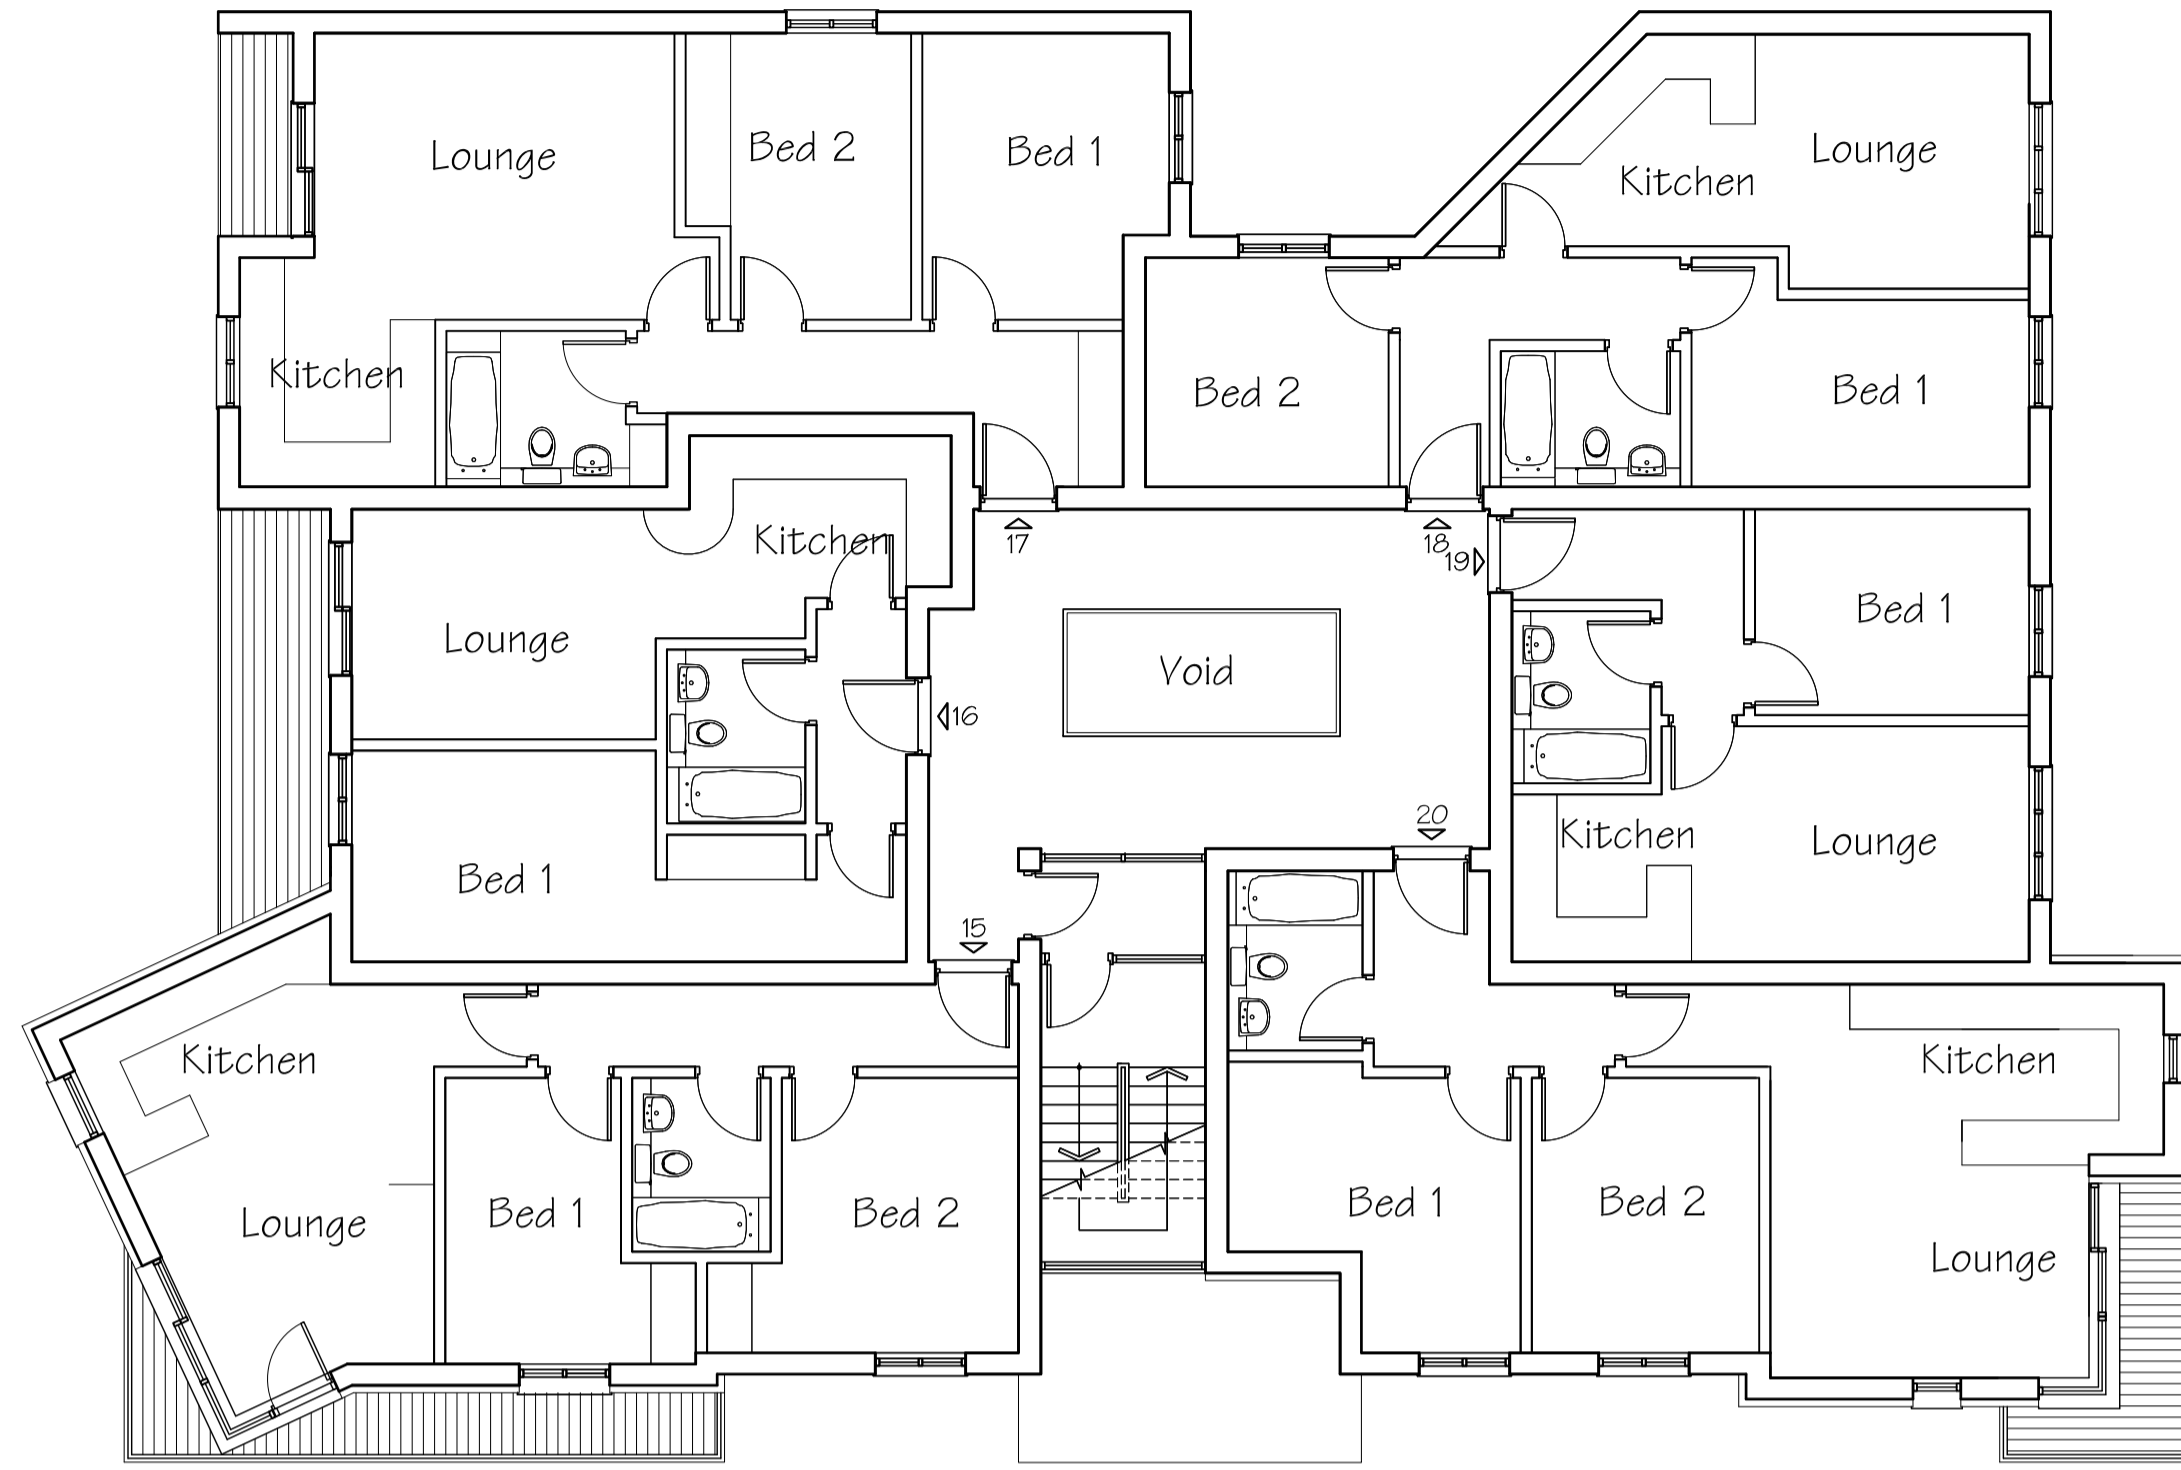 Lounge
Bed 2
Bed 1
Kitchen
Lounge
Kitchen
Bed 2
Bed 1
17
18
19
Kitchen
Lounge
Bed 1
Void
16
Bed 1
20
Kitchen
Lounge
Bed 1
15
Kitchen
Lounge
Bed 1
Bed 2
Bed 1
Bed 2
Kitchen
Lounge